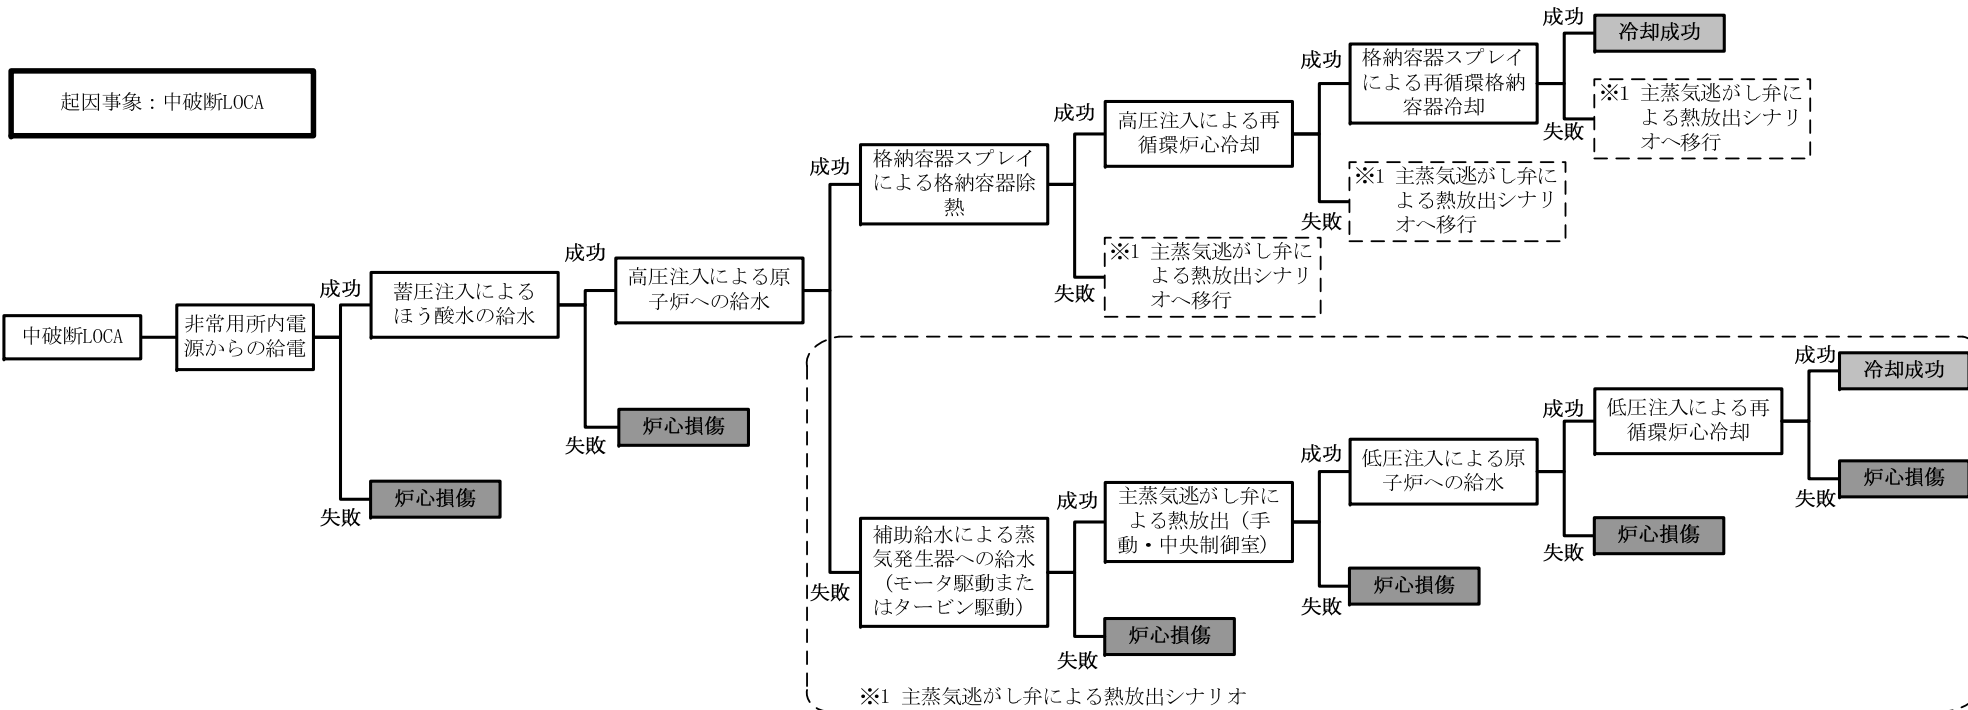 起因事象：中破断LOCA
中破断LOCA
非常用所内電
源からの給電
成功
失敗
蓄圧注入による
ほう酸水の給水
炉心損傷
成功
失敗
高圧注入による原
子炉への給水
炉心損傷
成功
失敗
格納容器スプレイ
による格納容器除
熱
成功
失敗
高圧注入による再
循環炉心冷却
※1 主蒸気逃がし弁に
よる熱放出シナリ
オへ移行
成功
失敗
格納容器スプレイ
による再循環格納
容器冷却
※1 主蒸気逃がし弁に
よる熱放出シナリ
オへ移行
成功
失敗
冷却成功
※1 主蒸気逃がし弁に
よる熱放出シナリ
オへ移行
補助給水による蒸
気発生器への給水
（モータ駆動また
はタービン駆動）
成功
失敗
主蒸気逃がし弁に
よる熱放出（手
動・中央制御室）
炉心損傷
成功
失敗
低圧注入による原
子炉への給水
炉心損傷
成功
失敗
低圧注入による再
循環炉心冷却
炉心損傷
成功
失敗
冷却成功
炉心損傷
※1 主蒸気逃がし弁による熱放出シナリオ